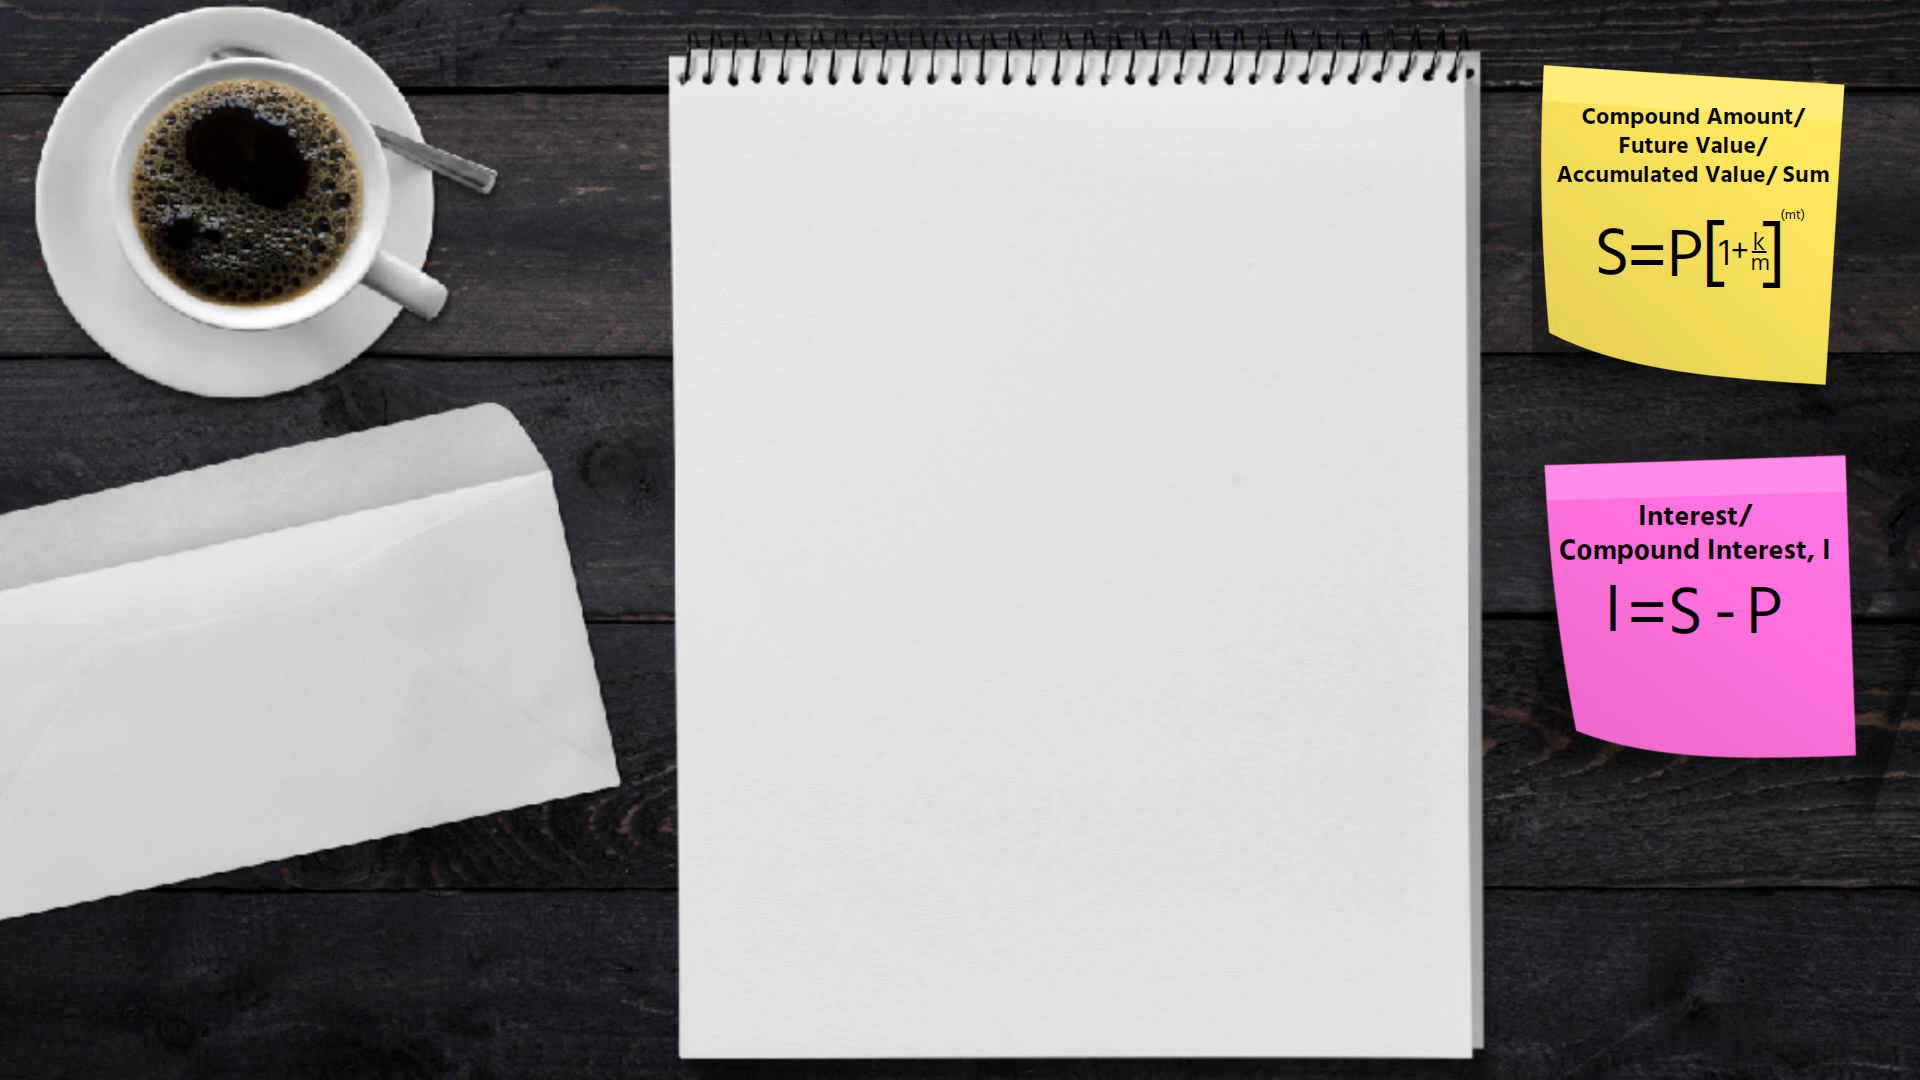 Compound Amount/
Future Value/
Accumulated Value/ Sum
S=P[1+k/m]^(mt)
Interest/
Compound Interest, I
I=S - P